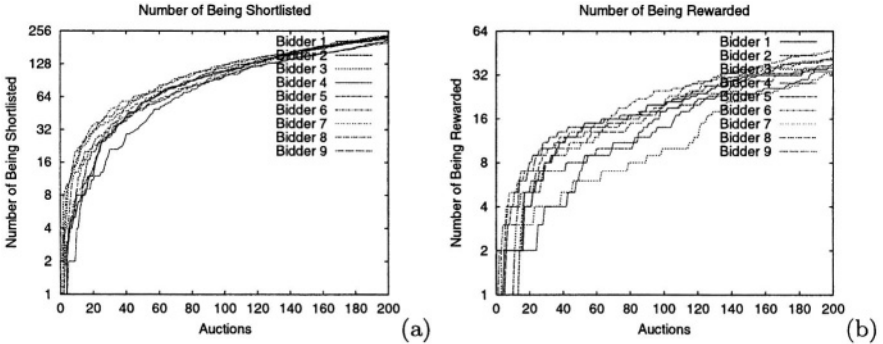 Number of Being Shortlisted
256
128
64
32
16
8
4
2
1
Number of Being Shortlisted
Bidder 1
Bidder 2
Bidder 3
Bidder 4
Bidder 5
Bidder 6
Bidder 7
Bidder 8
Bidder 9
0 20 40 60 80 100 120 140 160 180 200
Auctions
(a)
Number of Being Rewarded
64
32
16
8
4
2
1
Number of Being Rewarded
Bidder 1
Bidder 2
Bidder 3
Bidder 4
Bidder 5
Bidder 6
Bidder 7
Bidder 8
Bidder 9
0 20 40 60 80 100 120 140 160 180 200
Auctions
(b)